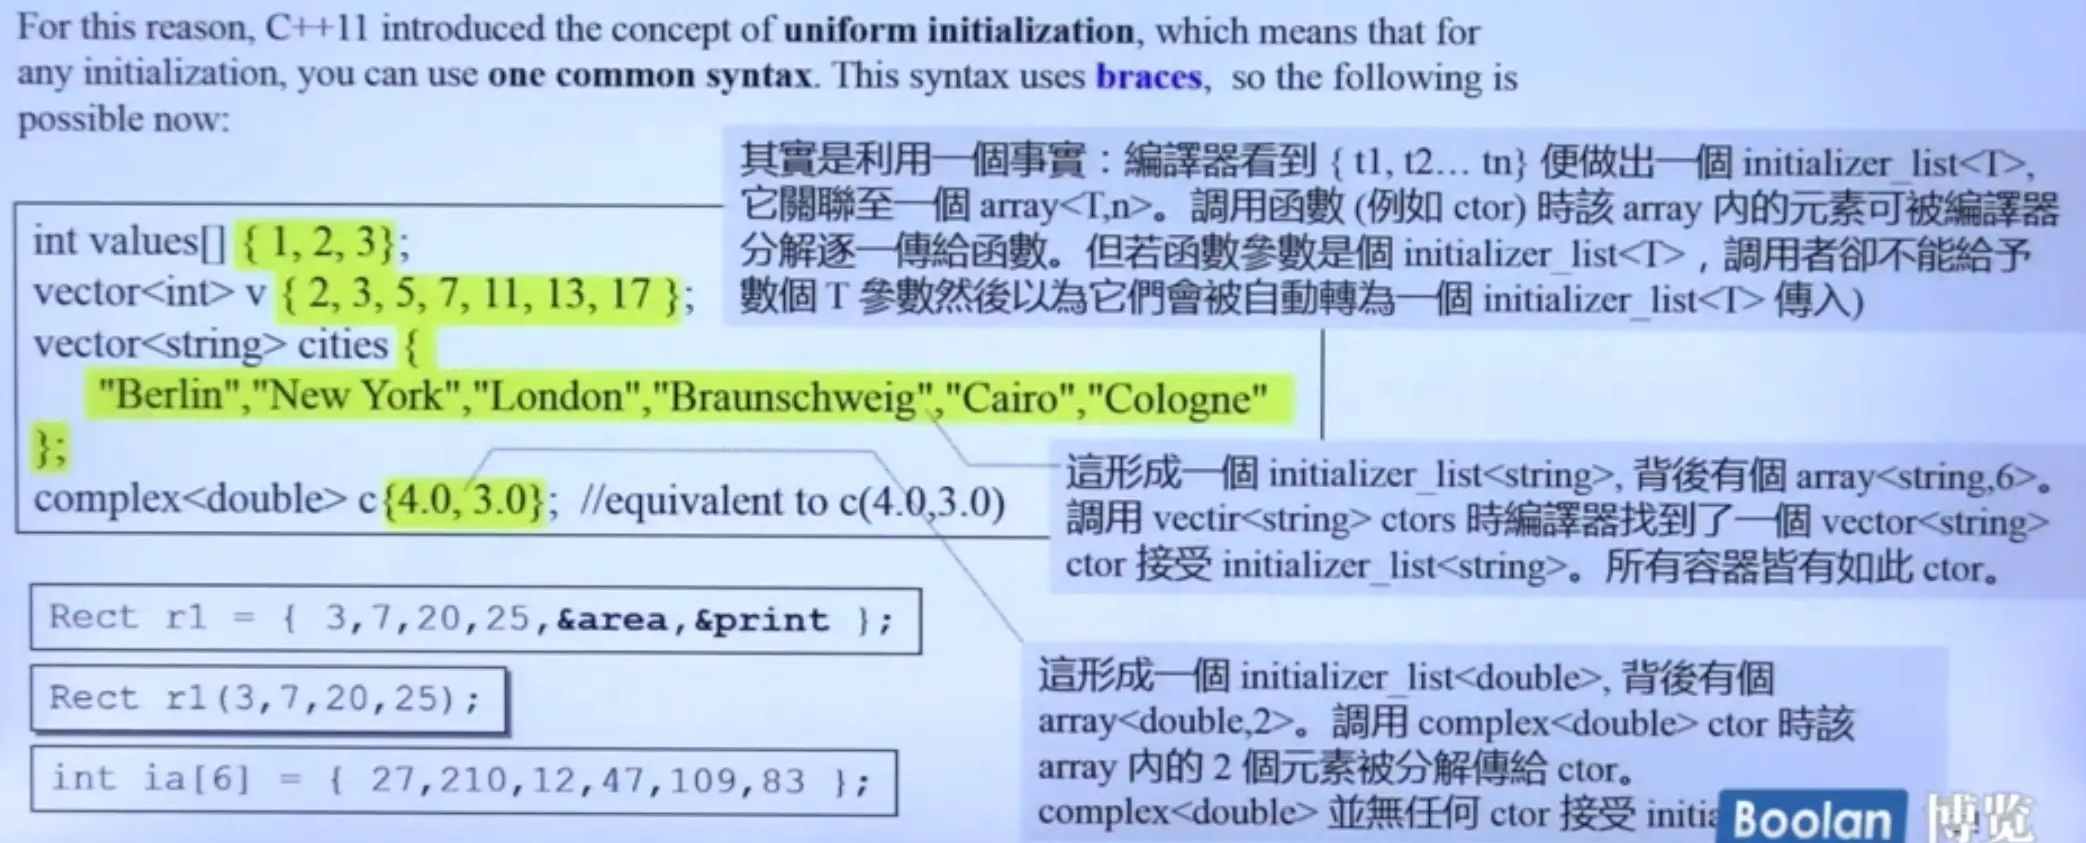 For this reason, C++11 introduced the concept of uniform initialization, which means that for
any initialization, you can use one common syntax. This syntax uses braces, so the following is
possible now:
其實是利用一個事實：編譯器看到 { t1, t2... tn} 便做出一個 initializer_list<T>,
它關聯至一個 array<T,n>。調用函數 (例如 ctor) 時該 array 內的元素可被編譯器
分解逐一傳給函數。但若函數參數是個 initializer_list<T>，調用者卻不能給予
數個 T 參數然後以為它們會被自動轉為一個 initializer_list<T> 傳入)
int values[] { 1, 2, 3};
vector<int> v { 2, 3, 5, 7, 11, 13, 17 };
vector<string> cities {
"Berlin","New York","London","Braunschweig","Cairo","Cologne"
};
complex<double> c{4.0, 3.0}; //equivalent to c(4.0,3.0)
這形成一個 initializer_list<string>, 背後有個 array<string,6>。
調用 vectir<string> ctors 時編譯器找到了一個 vector<string>
ctor 接受 initializer_list<string>。所有容器皆有如此 ctor。
Rect r1 = { 3,7,20,25,&area,&print };
Rect r1(3,7,20,25);
int ia[6] = { 27,210,12,47,109,83 };
這形成一個 initializer_list<double>, 背後有個
array<double,2>。調用 complex<double> ctor 時該
array 內的 2 個元素被分解傳給 ctor。
complex<double> 並無任何 ctor 接受 initia
Boolan 博览